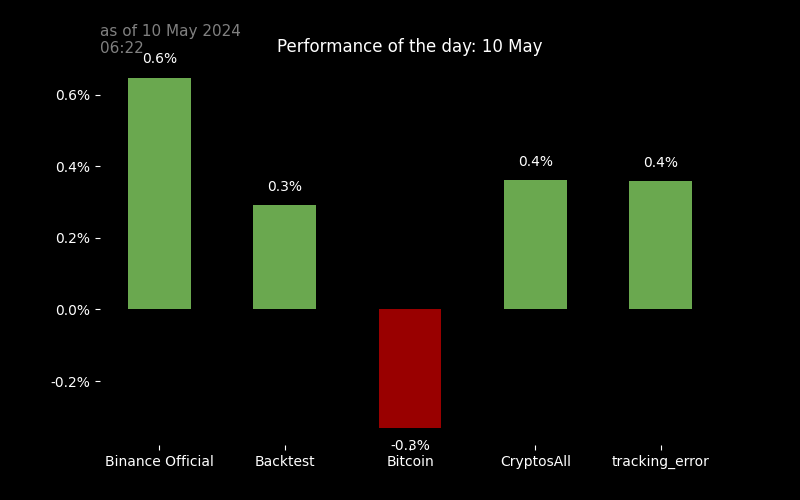 as of 10 May 2024
06:22
Performance of the day: 10 May
0.6%
0.6%
0.4%
0.4%
0.4%
0.3%
0.2%
0.0%
-0.2%
-0.3%
Binance Official
Backtest
Bitcoin
CryptosAll
tracking_error